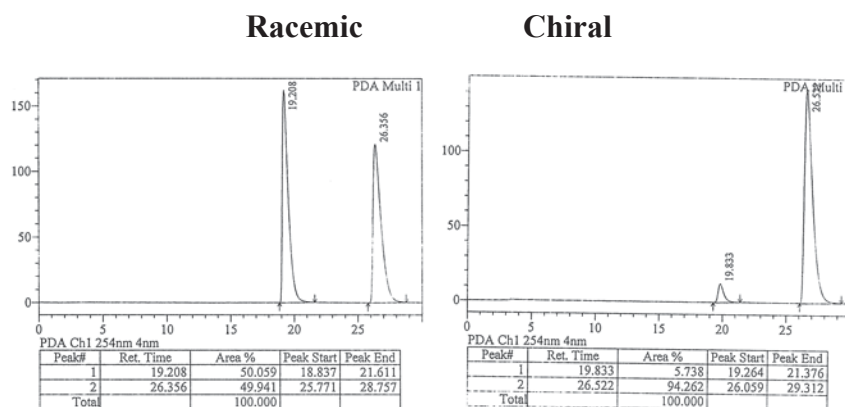 Racemic Chiral
PDA Multi 1
19.208
26.356
150
100
50
0
0 5 10 15 20 25
PDA Ch1 254nm 4nm
Peak# Ret. Time Area % Peak Start Peak End
1 19.208 50.059 18.837 21.611
2 26.356 49.941 25.771 28.757
Total 100.000
PDA Multi
26.522
19.833
100
50
0
0 5 10 15 20 25
PDA Ch1 254nm 4nm
Peak# Ret. Time Area % Peak Start Peak End
1 19.833 5.738 19.264 21.376
2 26.522 94.262 26.059 29.312
Total 100.000